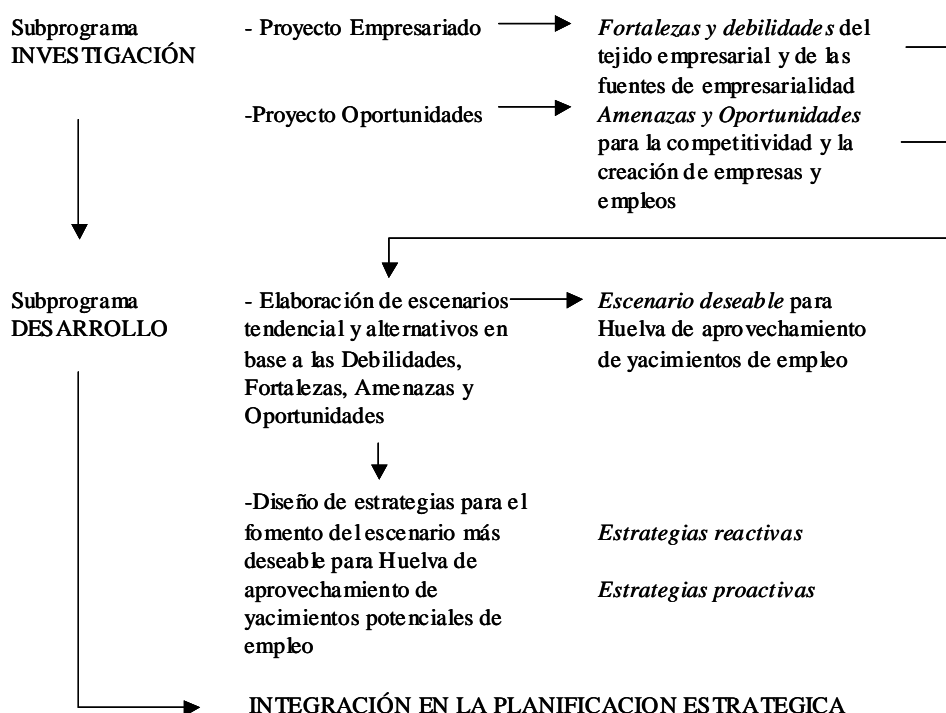 Subprograma
INVESTIGACIÓN
- Proyecto Empresariado
Fortalezas y debilidades del
tejido empresarial y de las
fuentes de empresarialidad
-Proyecto Oportunidades
Amenazas y Oportunidades
para la competitividad y la
creación de empresas y
empleos
Subprograma
DESARROLLO
- Elaboración de escenarios
tendencial y alternativos en
base a las Debilidades,
Fortalezas, Amenazas y
Oportunidades
Escenario deseable para
Huelva de aprovechamiento
de yacimientos de empleo
-Diseño de estrategias para el
fomento del escenario más
deseable para Huelva de
aprovechamiento de
yacimientos potenciales de
empleo
Estrategias reactivas
Estrategias proactivas
INTEGRACIÓN EN LA PLANIFICACION ESTRATEGICA